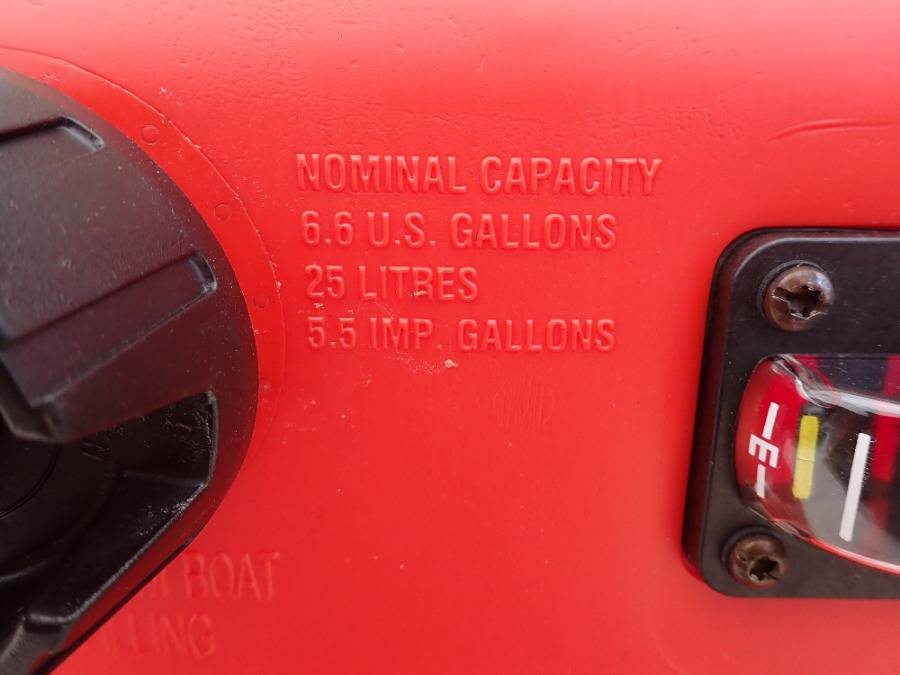 NOMINAL CAPACITY
6.6 U.S. GALLONS
25 LITRES
5.5 IMP. GALLONS
E
BOAT